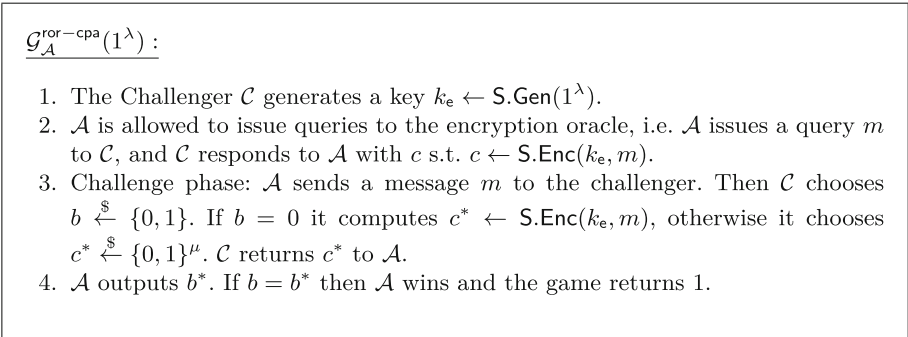 𝒢_𝒜^{ror−cpa}(1^λ) :
1. The Challenger 𝒞 generates a key k_e ← S.Gen(1^λ).
2. 𝒜 is allowed to issue queries to the encryption oracle, i.e. 𝒜 issues a query m
to 𝒞, and 𝒞 responds to 𝒜 with c s.t. c ← S.Enc(k_e, m).
3. Challenge phase: 𝒜 sends a message m to the challenger. Then 𝒞 chooses
b ←^$ {0, 1}. If b = 0 it computes c* ← S.Enc(k_e, m), otherwise it chooses
c* ←^$ {0, 1}^μ. 𝒞 returns c* to 𝒜.
4. 𝒜 outputs b*. If b = b* then 𝒜 wins and the game returns 1.